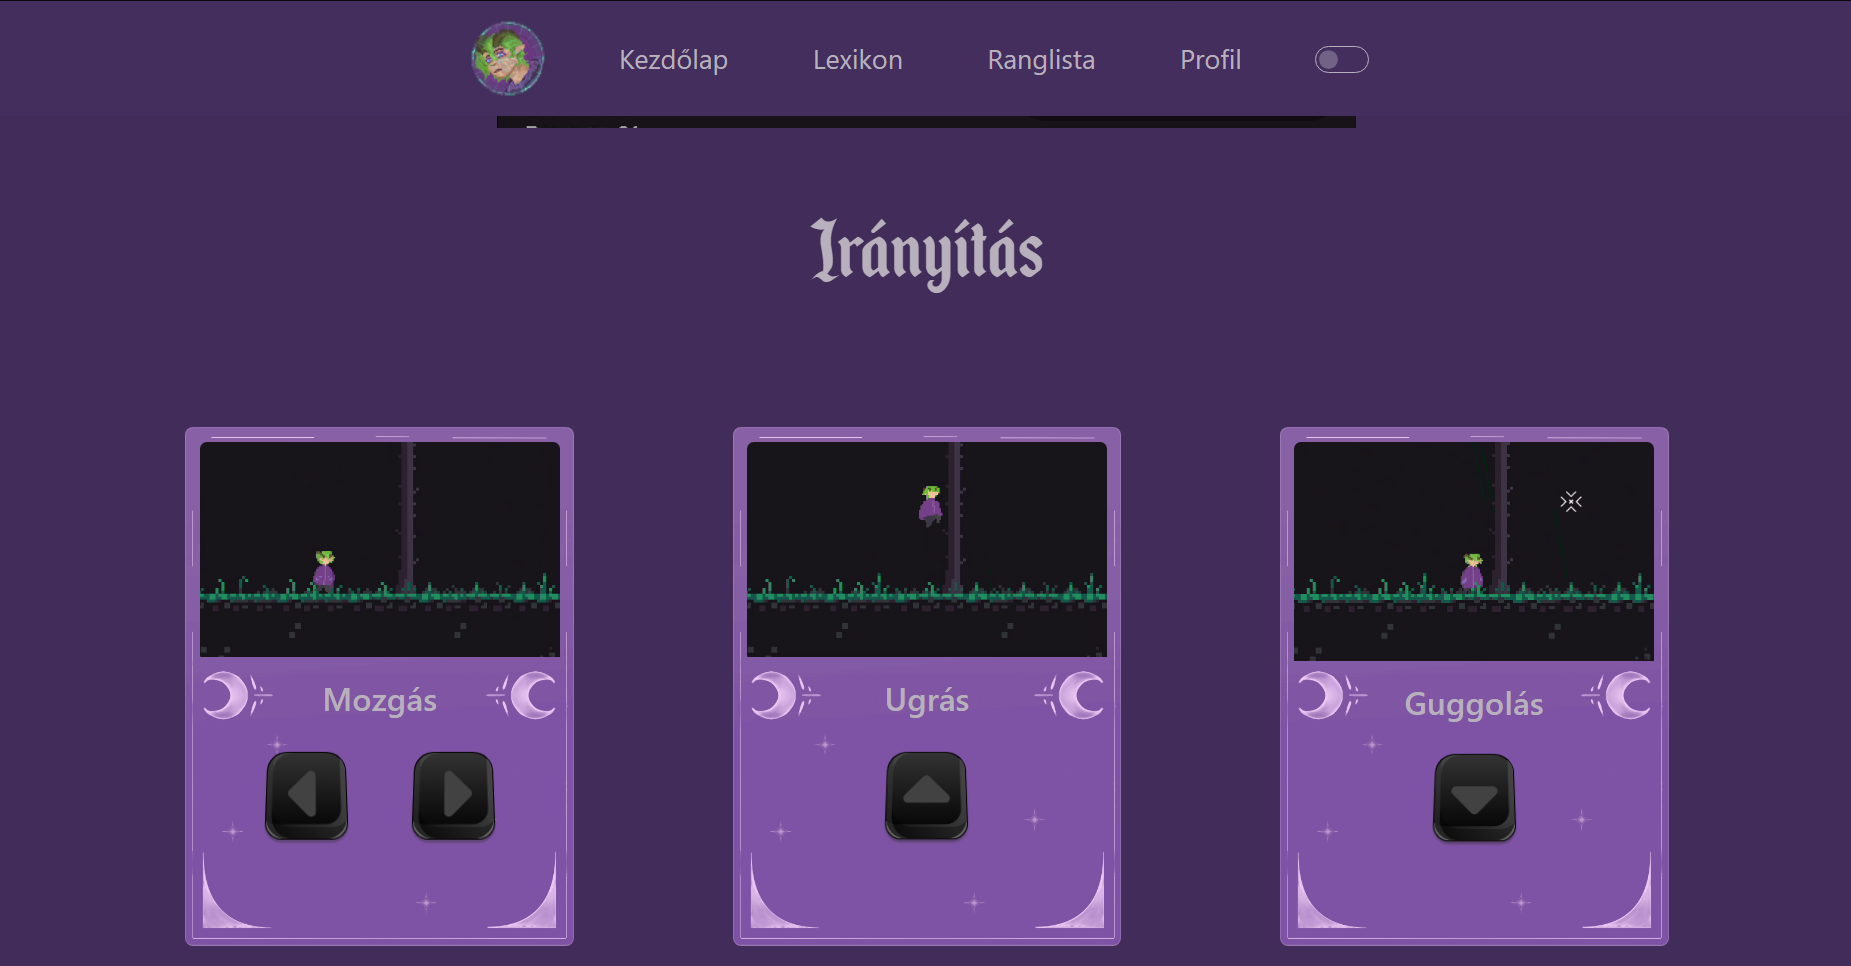 Kezdőlap Lexikon Ranglista Profil
Irányítás
Mozgás Ugrás Guggolás